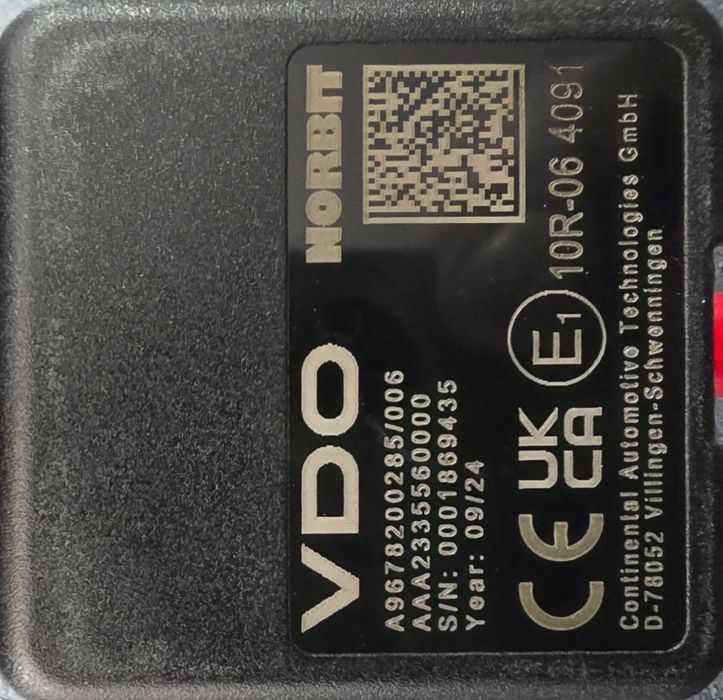 VDO NORBIT
A9678200285/006
AAA2335560000
S/N: 0001869435
Year: 09/24
CE UK CA E1 10R-06 4091
Continental Automotive Technologies GmbH
D-78052 Villingen-Schwenningen